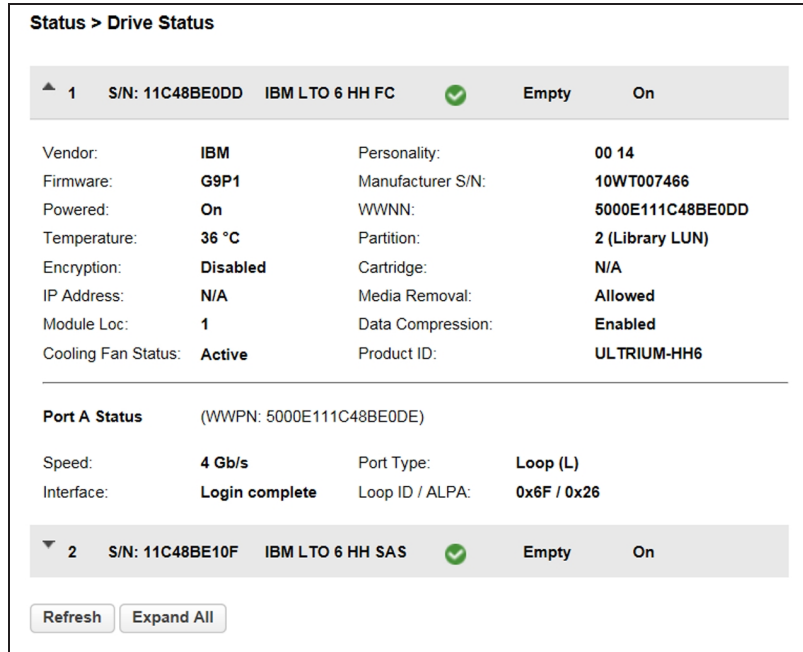 Status > Drive Status
1 S/N: 11C48BE0DD IBM LTO 6 HH FC Empty On
Vendor: IBM Personality: 00 14
Firmware: G9P1 Manufacturer S/N: 10WT007466
Powered: On WWNN: 5000E111C48BE0DD
Temperature: 36 °C Partition: 2 (Library LUN)
Encryption: Disabled Cartridge: N/A
IP Address: N/A Media Removal: Allowed
Module Loc: 1 Data Compression: Enabled
Cooling Fan Status: Active Product ID: ULTRIUM-HH6
Port A Status (WWPN: 5000E111C48BE0DE)
Speed: 4 Gb/s Port Type: Loop (L)
Interface: Login complete Loop ID / ALPA: 0x6F / 0x26
2 S/N: 11C48BE10F IBM LTO 6 HH SAS Empty On
Refresh Expand All